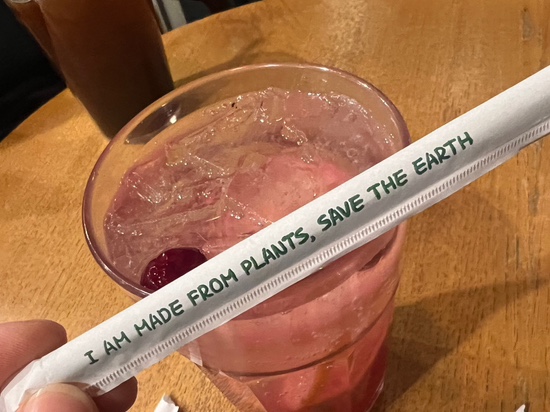 I AM MADE FROM PLANTS, SAVE THE EARTH